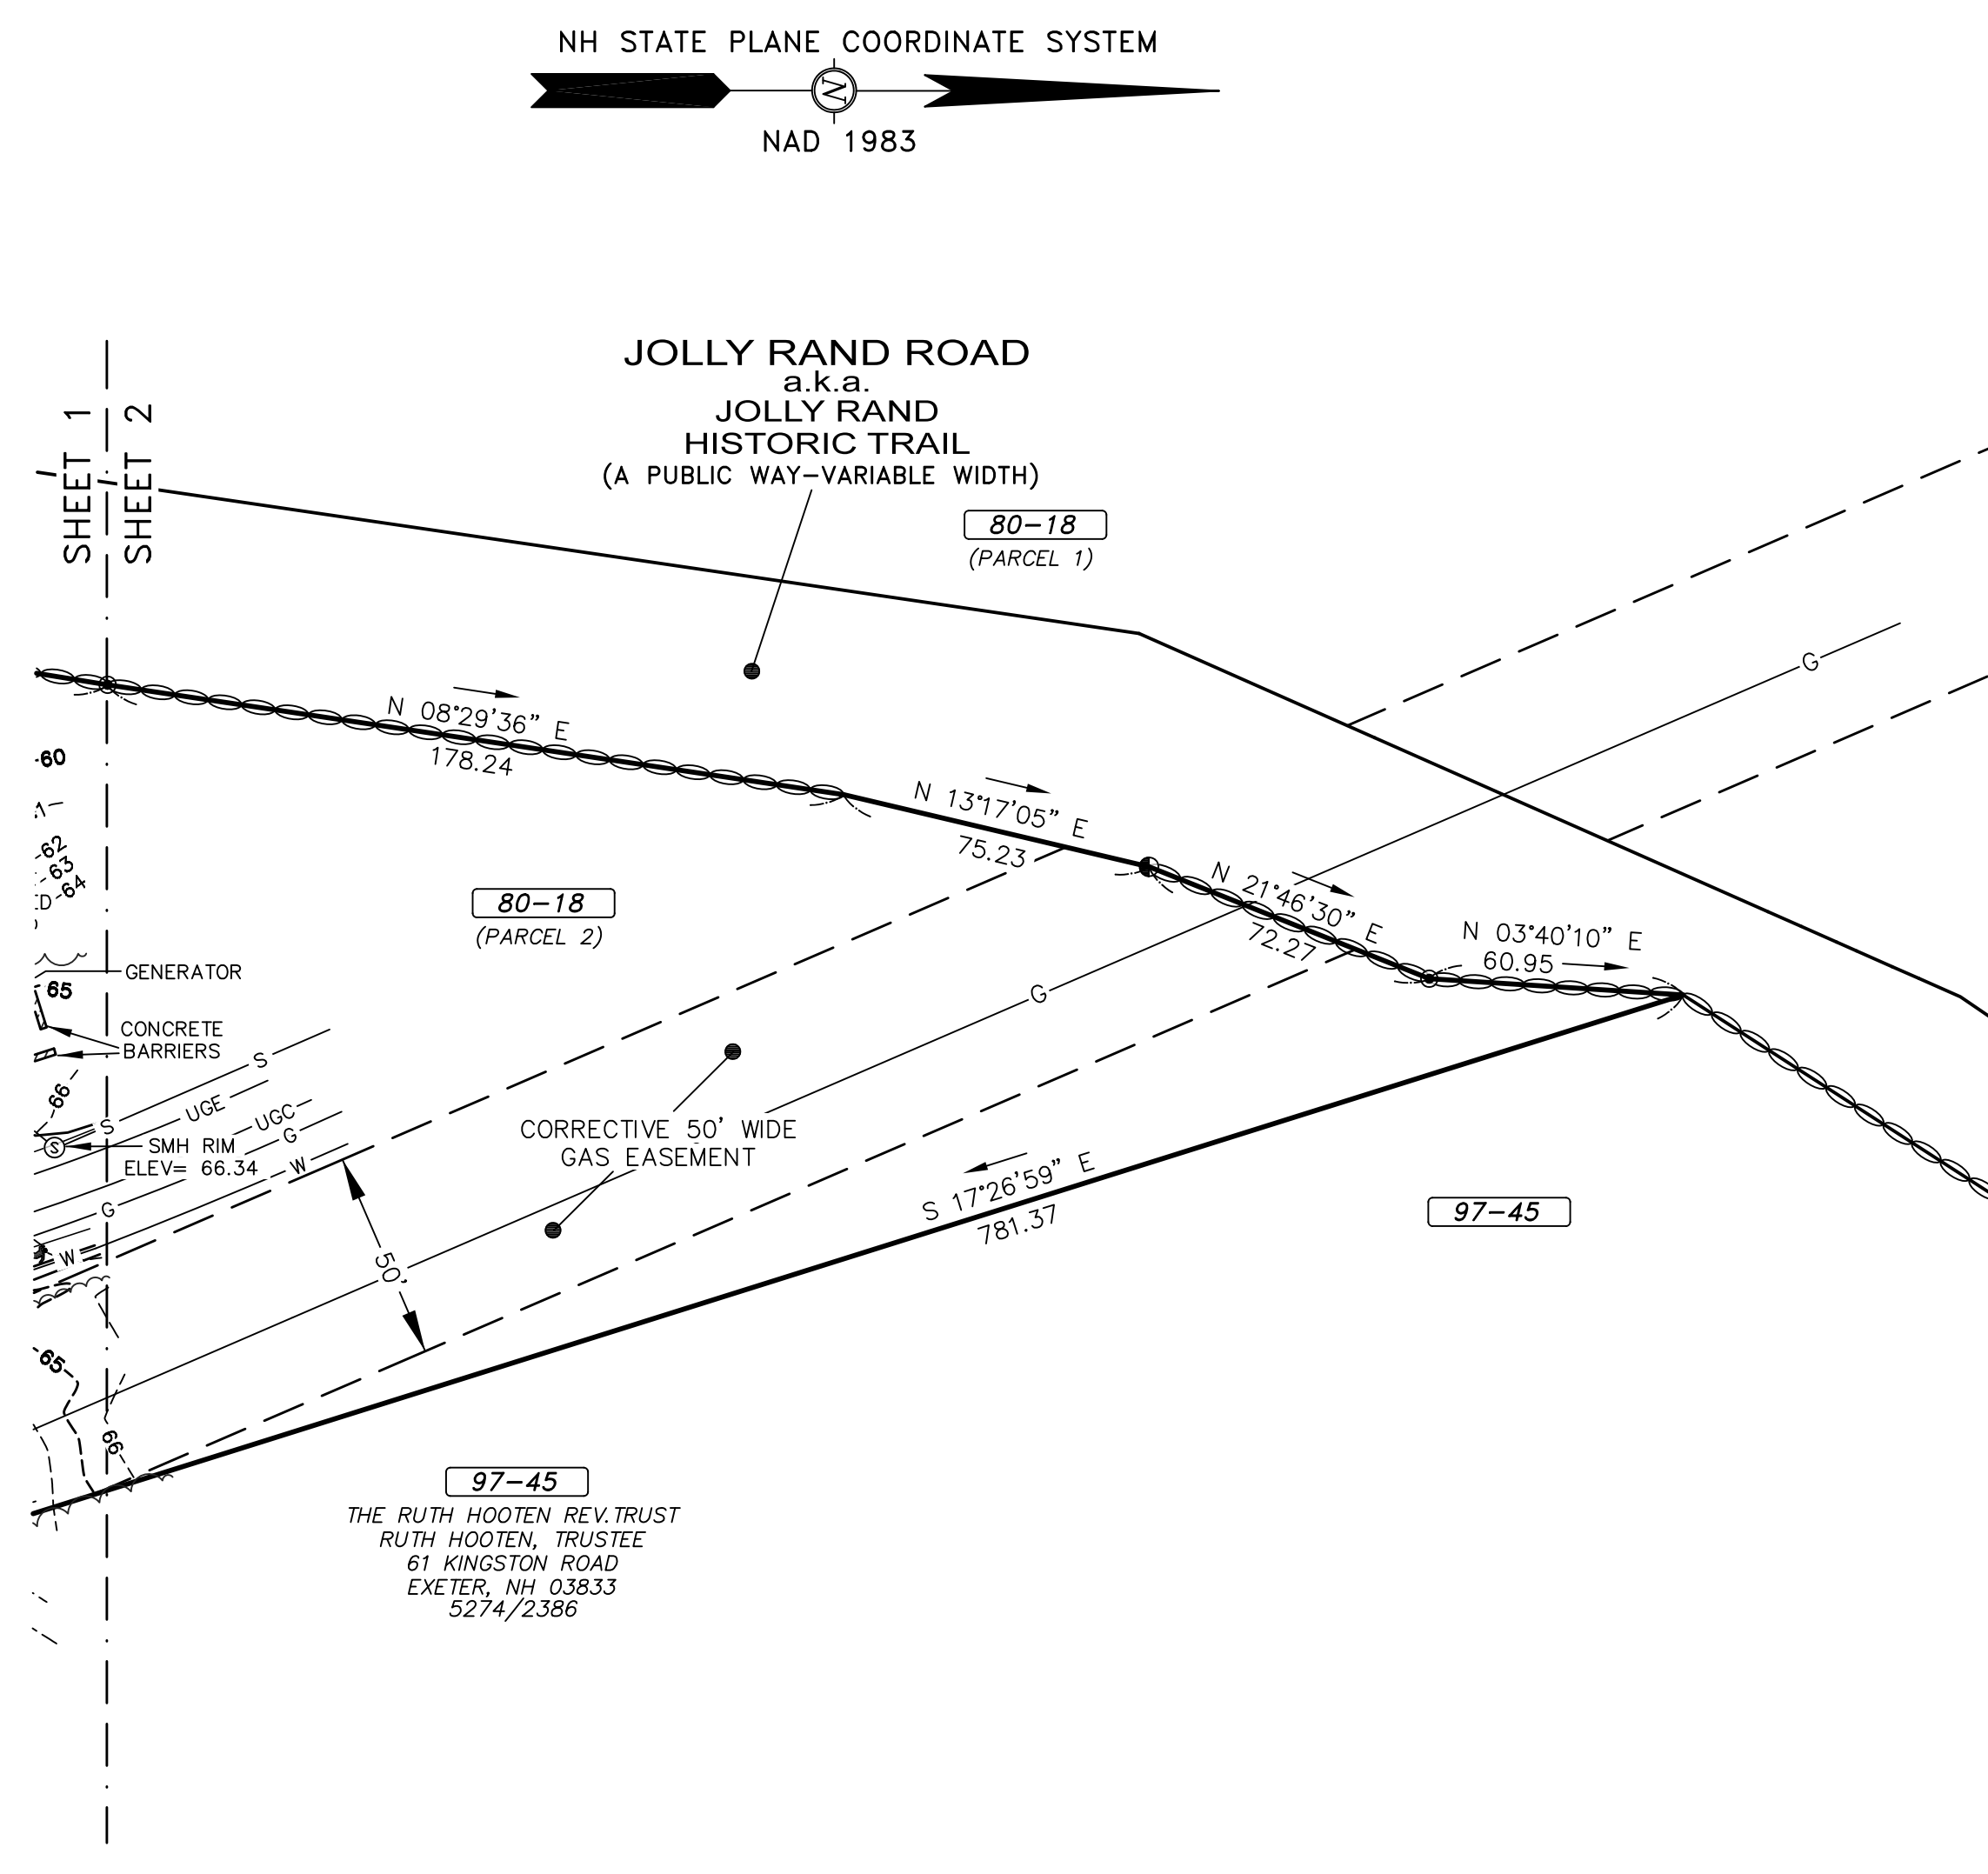 NH STATE PLANE COORDINATE SYSTEM
N
NAD 1983
SHEET 1
SHEET 2
JOLLY RAND ROAD
a.k.a.
JOLLY RAND
HISTORIC TRAIL
(A PUBLIC WAY-VARIABLE WIDTH)
80-18
(PARCEL 1)
G
N 08°29'36" E
178.24
N 13°17'05" E
75.23
N 21°46'30" E
72.27
N 03°40'10" E
60.95
60
62
63
64
80-18
(PARCEL 2)
GENERATOR
65
CONCRETE
BARRIERS
66
G
S
UGE
UGC
S
G
S
SMH RIM
ELEV= 66.34
W
G
W
CORRECTIVE 50' WIDE
GAS EASEMENT
50'
S 17°26'59" E
781.37
97-45
65
66
97-45
THE RUTH HOOTEN REV.TRUST
RUTH HOOTEN, TRUSTEE
61 KINGSTON ROAD
EXETER, NH 03833
5274/2386